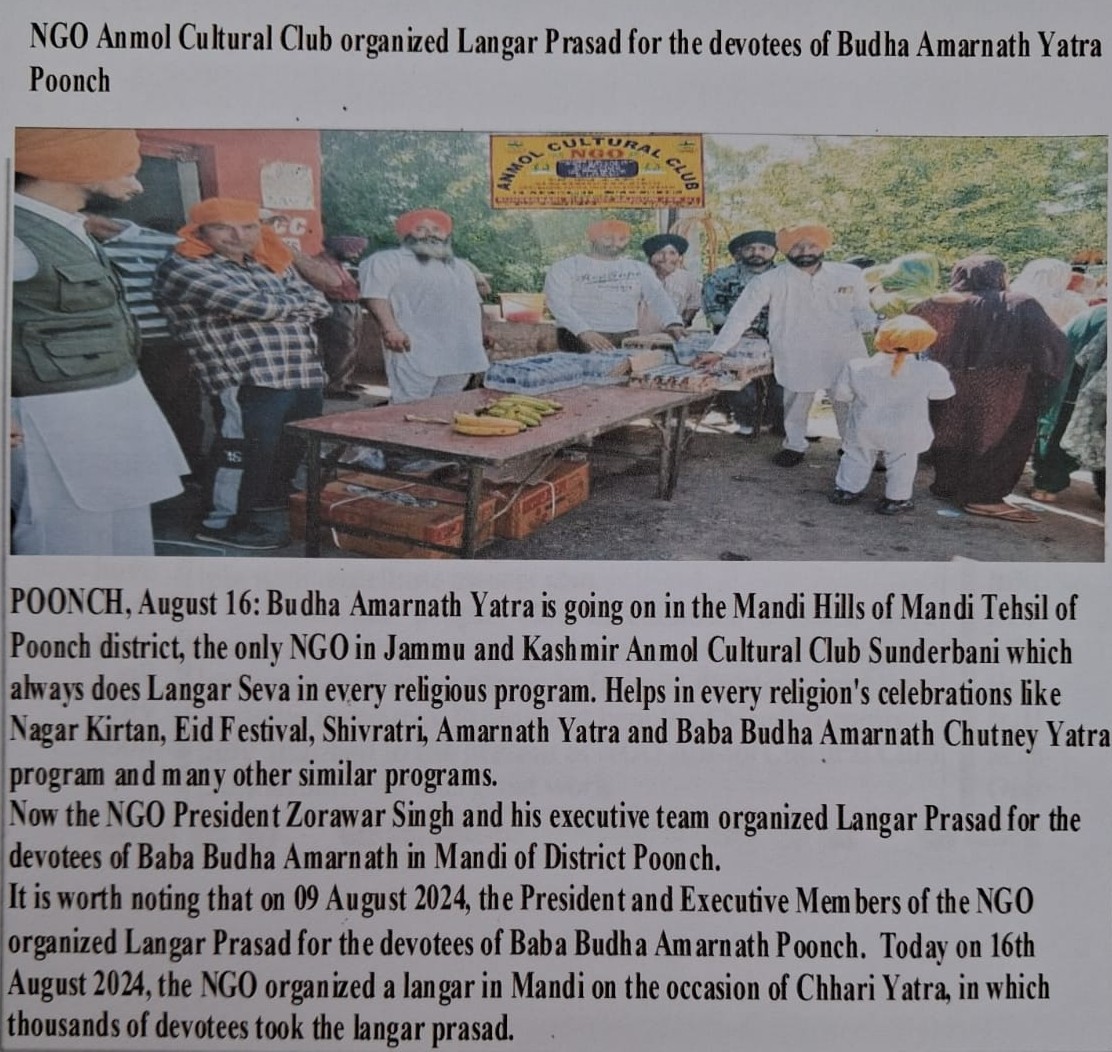 NGO Anmol Cultural Club organized Langar Prasad for the devotees of Budha Amarnath Yatra
Poonch
ANMOL CULTURAL CLUB
NGO
POONCH, August 16: Budha Amarnath Yatra is going on in the Mandi Hills of Mandi Tehsil of
Poonch district, the only NGO in Jammu and Kashmir Anmol Cultural Club Sunderbani which
always does Langar Seva in every religious program. Helps in every religion's celebrations like
Nagar Kirtan, Eid Festival, Shivratri, Amarnath Yatra and Baba Budha Amarnath Chutney Yatra
program and many other similar programs.
Now the NGO President Zorawar Singh and his executive team organized Langar Prasad for the
devotees of Baba Budha Amarnath in Mandi of District Poonch.
It is worth noting that on 09 August 2024, the President and Executive Members of the NGO
organized Langar Prasad for the devotees of Baba Budha Amarnath Poonch. Today on 16th
August 2024, the NGO organized a langar in Mandi on the occasion of Chhari Yatra, in which
thousands of devotees took the langar prasad.